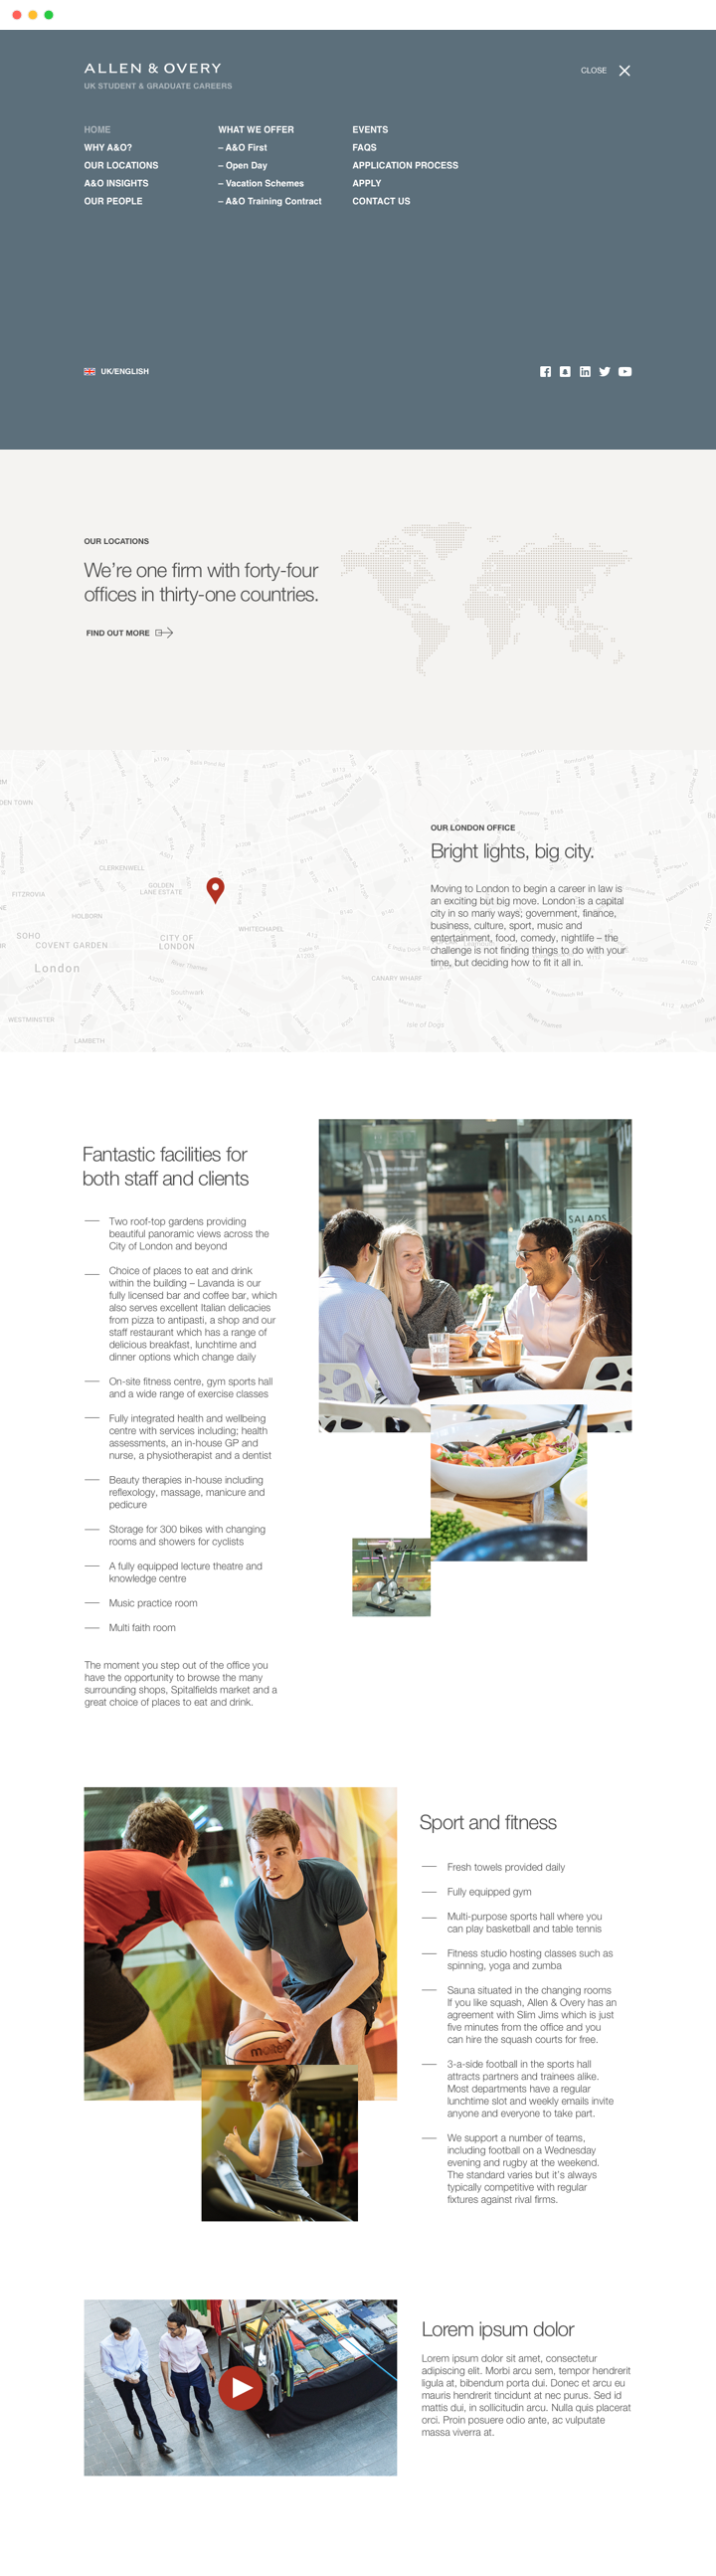 ALLEN & OVERY
UK STUDENT & GRADUATE CAREERS
CLOSE
HOME
WHY A&O?
OUR LOCATIONS
A&O INSIGHTS
OUR PEOPLE
WHAT WE OFFER
– A&O First
– Open Day
– Vacation Schemes
– A&O Training Contract
EVENTS
FAQS
APPLICATION PROCESS
APPLY
CONTACT US
UK/ENGLISH
OUR LOCATIONS
We’re one firm with forty-four
offices in thirty-one countries.
FIND OUT MORE
CLERKENWELL
GOLDEN
LANE ESTATE
FITZROVIA
HOLBORN
WHITECHAPEL
SOHO
COVENT GARDEN
CITY OF
LONDON
London
River Thames
Southwark
CANARY WHARF
WESTMINSTER
LAMBETH
Isle of Dogs
River Thames
OUR LONDON OFFICE
Bright lights, big city.
Moving to London to begin a career in law is
an exciting but big move. London is a capital
city in so many ways; government, finance,
business, culture, sport, music and
entertainment, food, comedy, nightlife – the
challenge is not finding things to do with your
time, but deciding how to fit it all in.
Fantastic facilities for
both staff and clients
Two roof-top gardens providing
beautiful panoramic views across the
City of London and beyond
Choice of places to eat and drink
within the building – Lavanda is our
fully licensed bar and coffee bar, which
also serves excellent Italian delicacies
from pizza to antipasti, a shop and our
staff restaurant which has a range of
delicious breakfast, lunchtime and
dinner options which change daily
On-site fitness centre, gym sports hall
and a wide range of exercise classes
Fully integrated health and wellbeing
centre with services including; health
assessments, an in-house GP and
nurse, a physiotherapist and a dentist
Beauty therapies in-house including
reflexology, massage, manicure and
pedicure
Storage for 300 bikes with changing
rooms and showers for cyclists
A fully equipped lecture theatre and
knowledge centre
Music practice room
Multi faith room
The moment you step out of the office you
have the opportunity to browse the many
surrounding shops, Spitalfields market and a
great choice of places to eat and drink.
SALADS
molten
Sport and fitness
Fresh towels provided daily
Fully equipped gym
Multi-purpose sports hall where you
can play basketball and table tennis
Fitness studio hosting classes such as
spinning, yoga and zumba
Sauna situated in the changing rooms
If you like squash, Allen & Overy has an
agreement with Slim Jims which is just
five minutes from the office and you
can hire the squash courts for free.
3-a-side football in the sports hall
attracts partners and trainees alike.
Most departments have a regular
lunchtime slot and weekly emails invite
anyone and everyone to take part.
We support a number of teams,
including football on a Wednesday
evening and rugby at the weekend.
The standard varies but it’s always
typically competitive with regular
fixtures against rival firms.
Lorem ipsum dolor
Lorem ipsum dolor sit amet, consectetur
adipiscing elit. Morbi arcu sem, tempor hendrerit
ligula at, bibendum porta dui. Donec et arcu eu
mauris hendrerit tincidunt at nec purus. Sed id
mattis dui, in sollicitudin arcu. Nulla quis placerat
orci. Proin posuere odio ante, ac vulputate
massa viverra at.